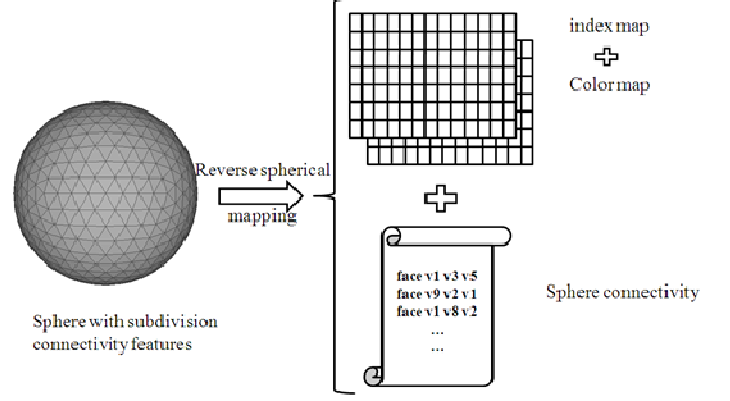 index map
Color map
Reverse spherical
mapping
face v1 v3 v5
face v9 v2 v1
face v1 v8 v2
...
...
Sphere connectivity
Sphere with subdivision
connectivity features